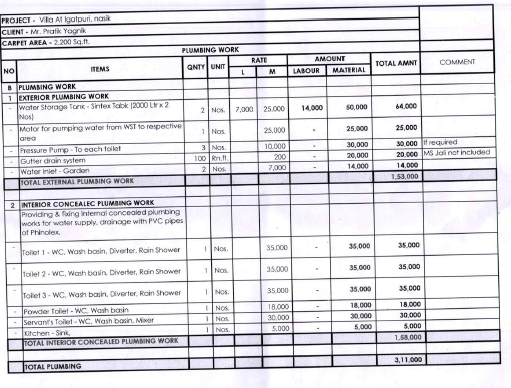 PROJECT - Villa At Igatpuri, nasik
CLIENT - Mr. Pratik Yagnik
CARPET AREA - 2,200 Sq.ft.
PLUMBING WORK
NO ITEMS QNTY UNIT RATE AMOUNT TOTAL AMNT COMMENT
L M LABOUR MATERIAL
B PLUMBING WORK
1 EXTERIOR PLUMBING WORK
- Water Storage Tank - Sintex Tabk (2000 Ltr x 2 Nos) 2 Nos. 7,000 25,000 14,000 50,000 64,000
- Motor for pumping water from WST to respective area 1 Nos. 25,000 - 25,000 25,000
- Pressure Pump - To each toilet 3 Nos. 10,000 - 30,000 30,000 If required
- Gutter drain system 100 Rn.ft. 200 - 20,000 20,000 MS Jali not included
- Water Inlet - Garden 2 Nos. 7,000 - 14,000 14,000
TOTAL EXTERNAL PLUMBING WORK 1,53,000
2 INTERIOR CONCEALEC PLUMBING WORK
Providing & fixing Internal concealed plumbing
works for water supply, drainage with PVC pipes
of Phinolex.
- Toilet 1 - WC, Wash basin, Diverter, Rain Shower 1 Nos. 35,000 - 35,000 35,000
- Toilet 2 - WC, Wash basin, Diverter, Rain Shower 1 Nos. 35,000 - 35,000 35,000
- Toilet 3 - WC, Wash basin, Diverter, Rain Shower 1 Nos. 35,000 - 35,000 35,000
- Powder Toilet - WC, Wash basin 1 Nos. 18,000 - 18,000 18,000
- Servant's Toilet - WC, Wash basin, Mixer 1 Nos. 30,000 - 30,000 30,000
- Kitchen - Sink, 1 Nos. 5,000 - 5,000 5,000
TOTAL INTERIOR CONCEALED PLUMBING WORK 1,58,000
TOTAL PLUMBING 3,11,000